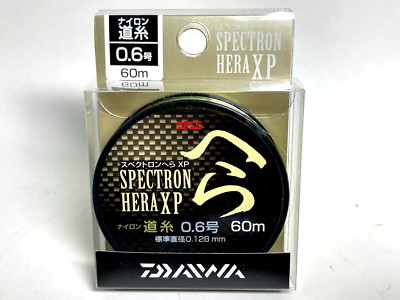 ナイロン
道糸
0.6号
60m
SPECTRON
HERA XP
へら
スペクトロンへら XP
SPECTRON
HERA XP
ナイロン 道糸 0.6号 60m
標準直径0.128mm
DAIWA